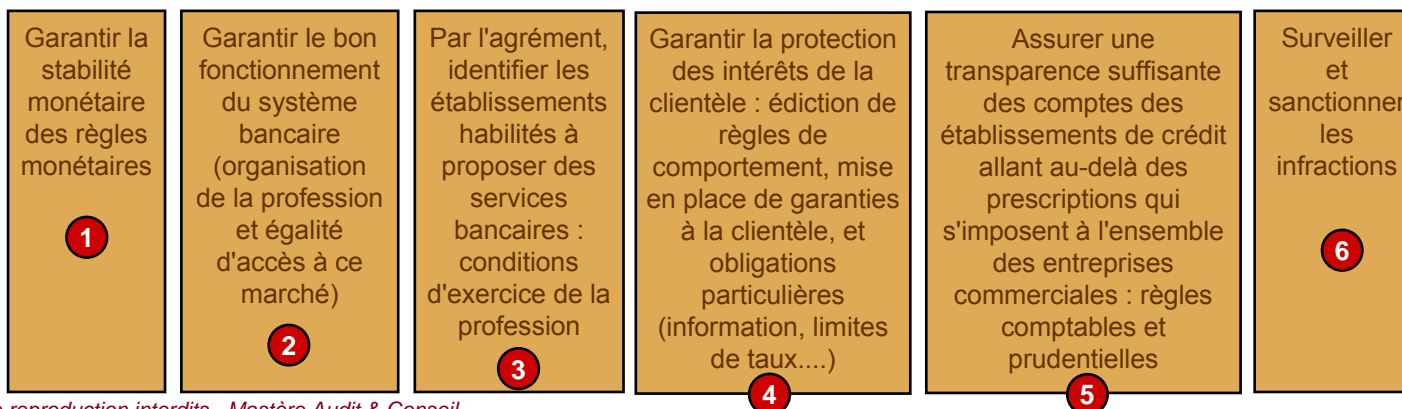 Garantir la
stabilité
monétaire
des règles
monétaires
1
Garantir le bon
fonctionnement
du système
bancaire
(organisation
de la profession
et égalité
d'accès à ce
marché)
2
Par l'agrément,
identifier les
établissements
habilités à
proposer des
services
bancaires :
conditions
d'exercice de la
profession
3
Garantir la protection
des intérêts de la
clientèle : édiction de
règles de
comportement, mise
en place de garanties
à la clientèle, et
obligations
particulières
(information, limites
de taux....)
4
Assurer une
transparence suffisante
des comptes des
établissements de crédit
allant au-delà des
prescriptions qui
s'imposent à l'ensemble
des entreprises
commerciales : règles
comptables et
prudentielles
5
Surveiller
et
sanctionner
les
infractions
6
reproduction interdits - Mastère Audit & Conseil